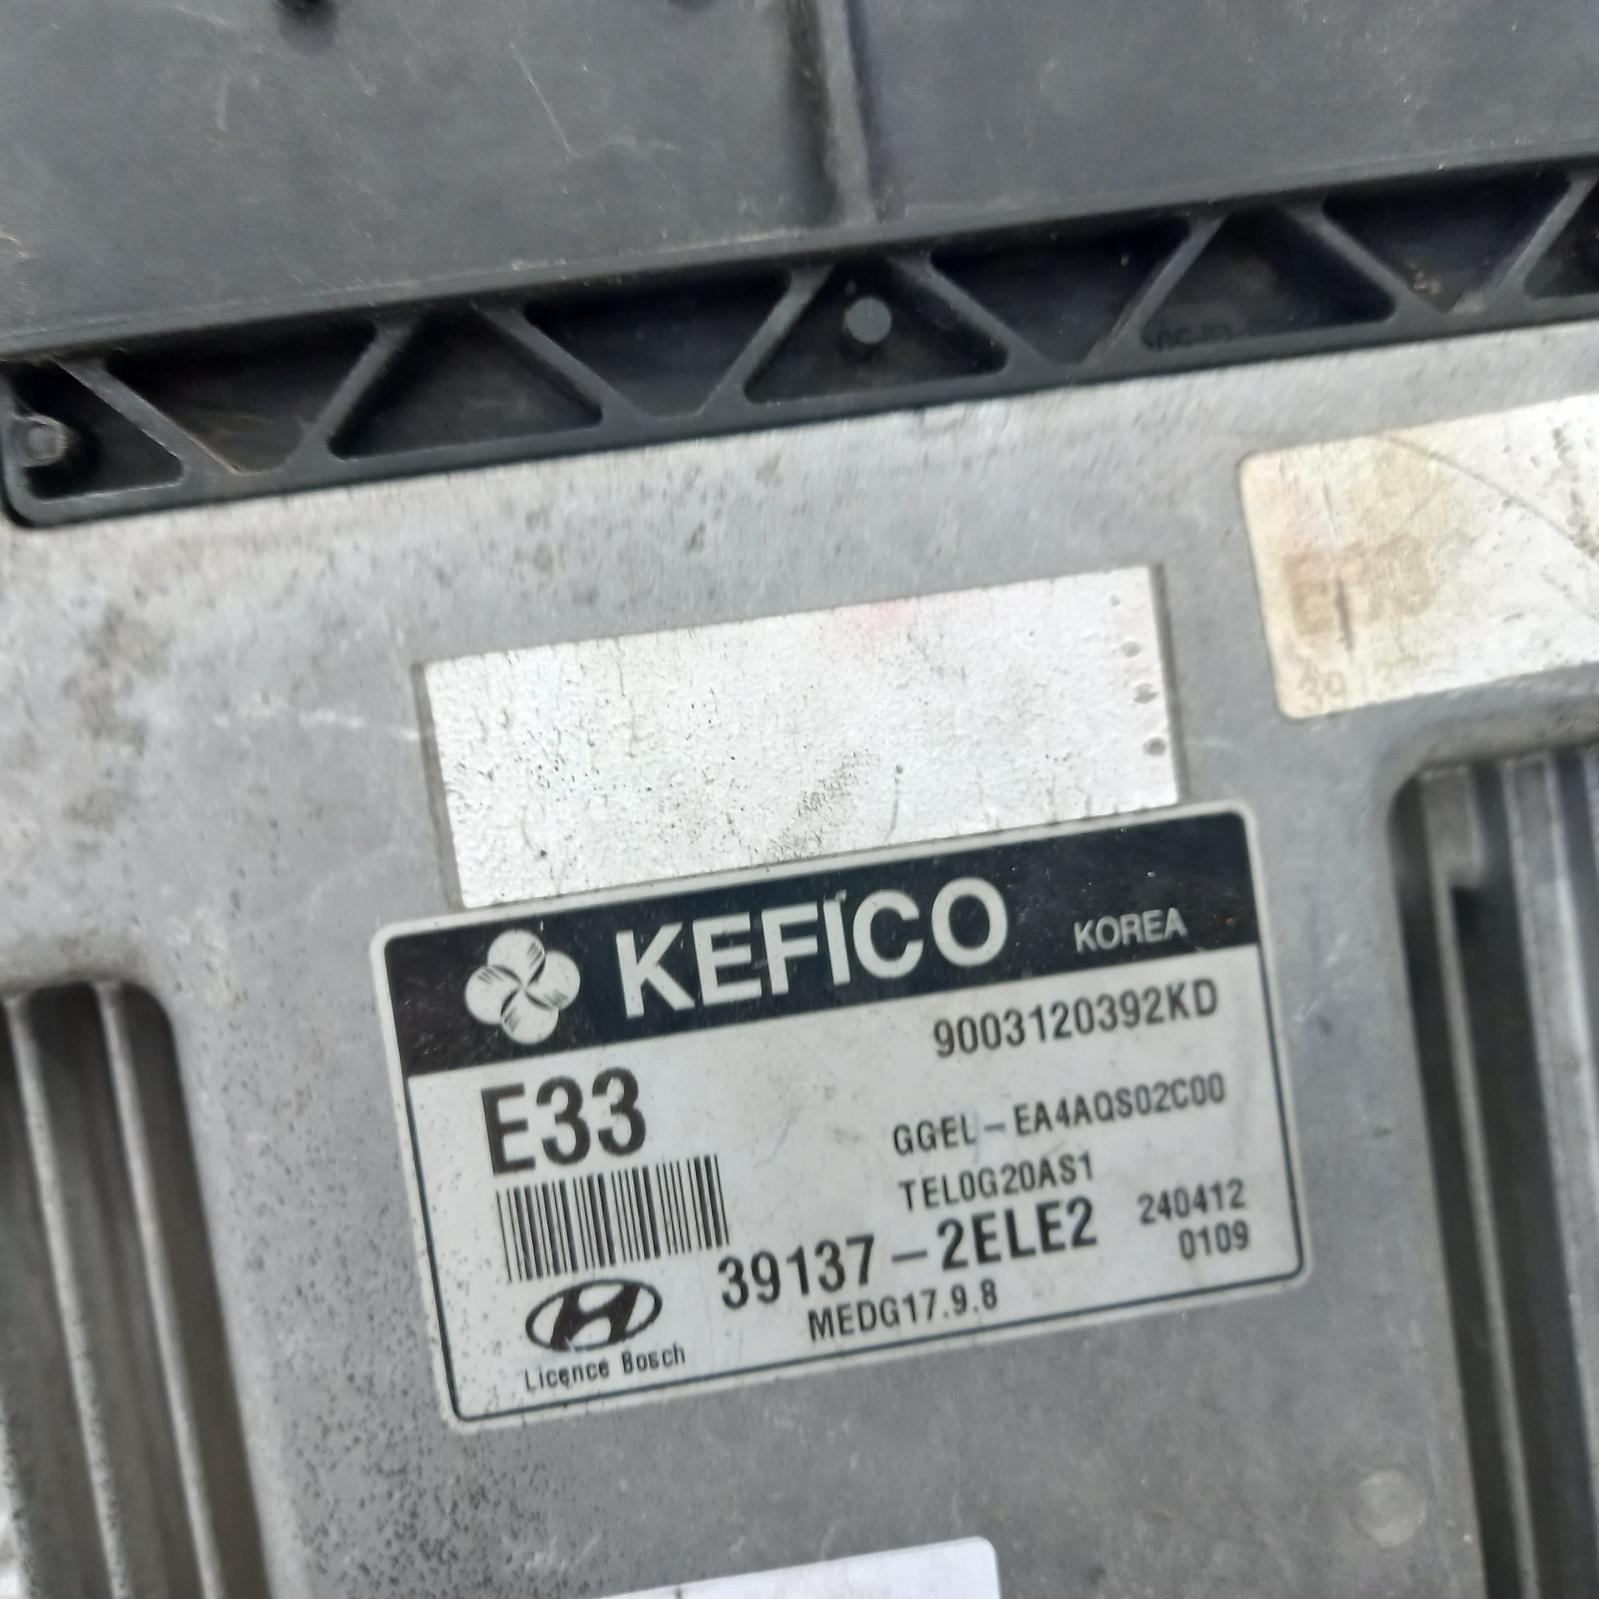 KEFICO KOREA
9003120392KD
E33
GGEL-EA4AQS02C00
TEL0G20AS1
39137-2ELE2
240412
0109
MEDG17.9.8
Licence Bosch